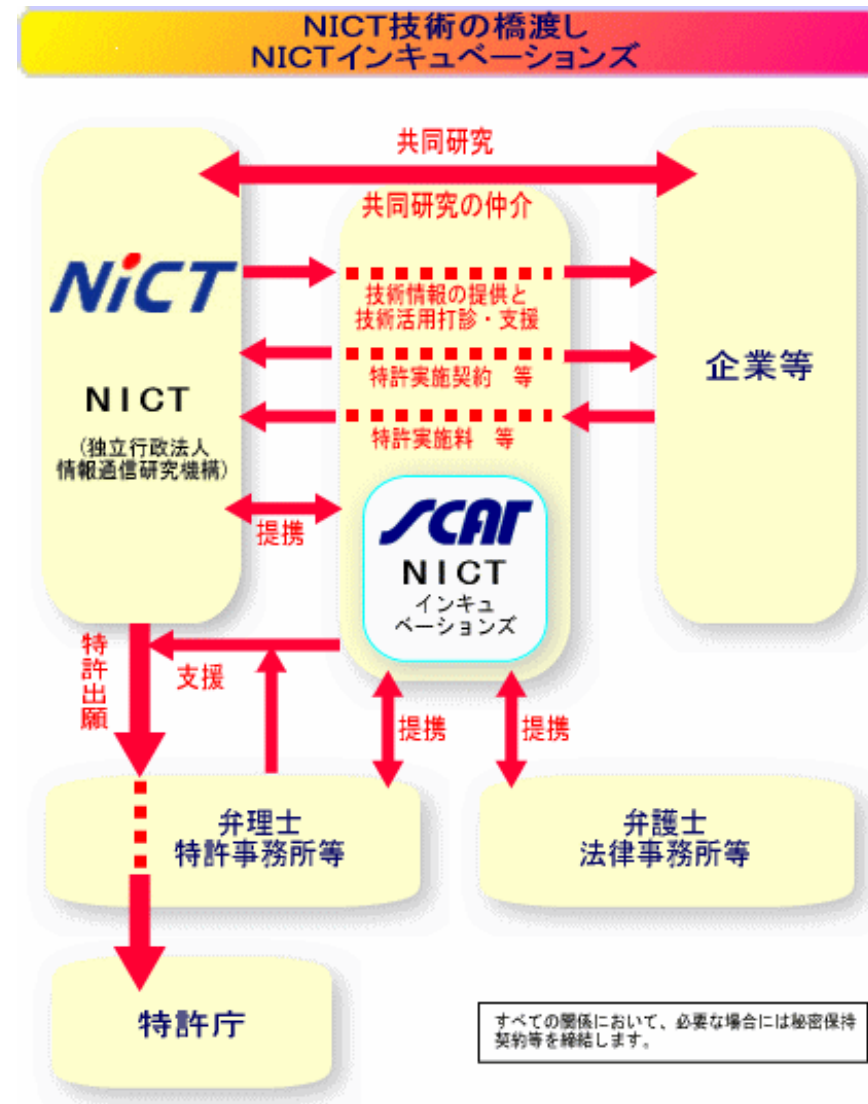 NICT技術の橋渡し
NICTインキュベーションズ
共同研究
共同研究の仲介
NiCT
技術情報の提供と
技術活用打診・支援
特許実施契約 等
企業等
NICT
特許実施料 等
(独立行政法人
情報通信研究機構)
提携
SCAT
NICT
インキュ
ベーションズ
特許出願
支援
提携
提携
弁理士
特許事務所等
弁護士
法律事務所等
特許庁
すべての関係において、必要な場合には秘密保持
契約等を締結します。